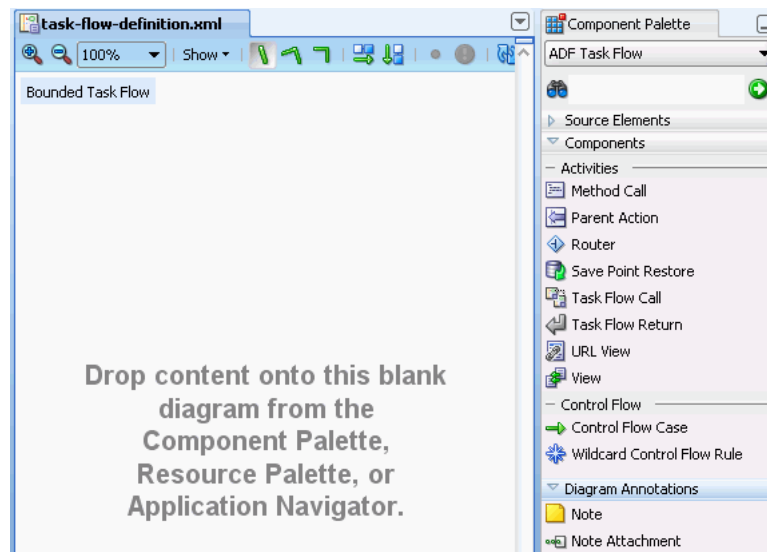 task-flow-definition.xml
100%
Show
Bounded Task Flow
Drop content onto this blank
diagram from the
Component Palette,
Resource Palette, or
Application Navigator.
Component Palette
ADF Task Flow
Source Elements
Components
Activities
Method Call
Parent Action
Router
Save Point Restore
Task Flow Call
Task Flow Return
URL View
View
Control Flow
Control Flow Case
Wildcard Control Flow Rule
Diagram Annotations
Note
Note Attachment